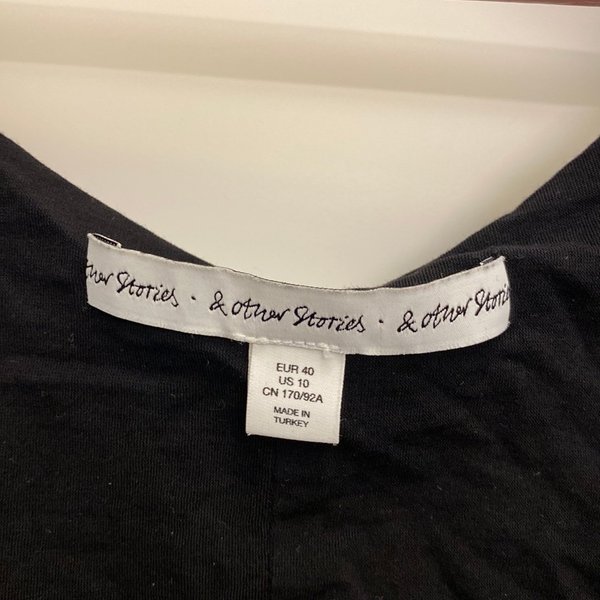 other Stories · & other Stories · & other Stories
EUR 40
US 10
CN 170/92A
MADE IN
TURKEY